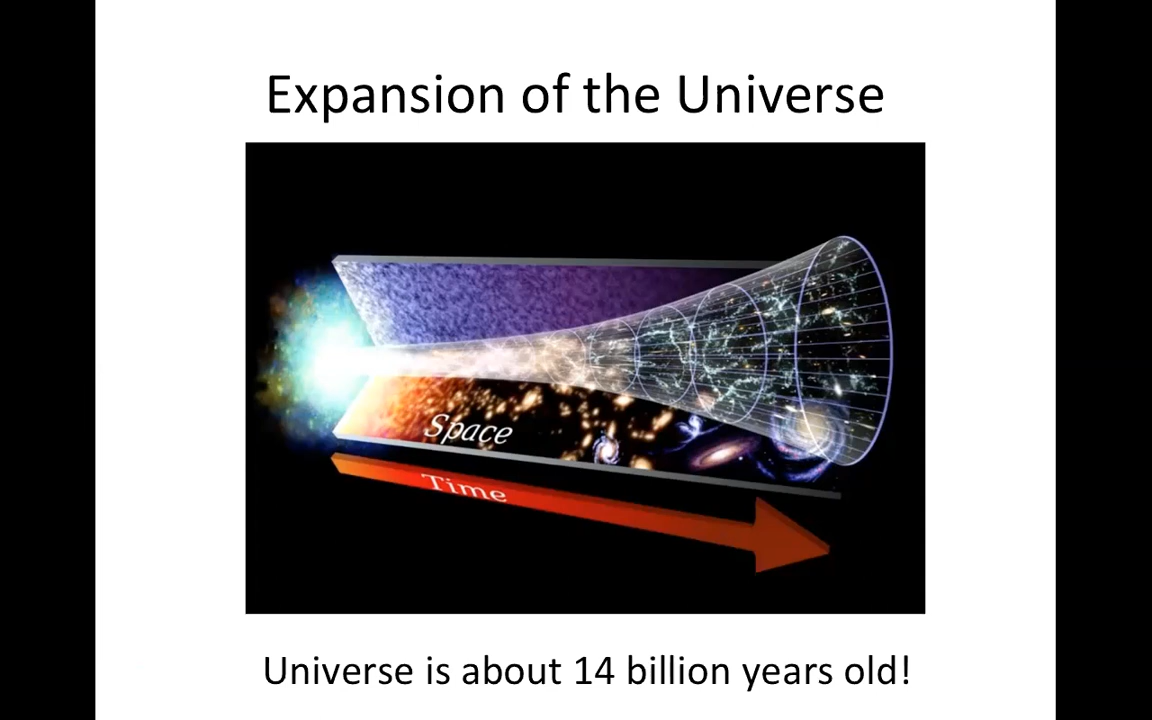 Expansion of the Universe
Space
Time
Universe is about 14 billion years old!